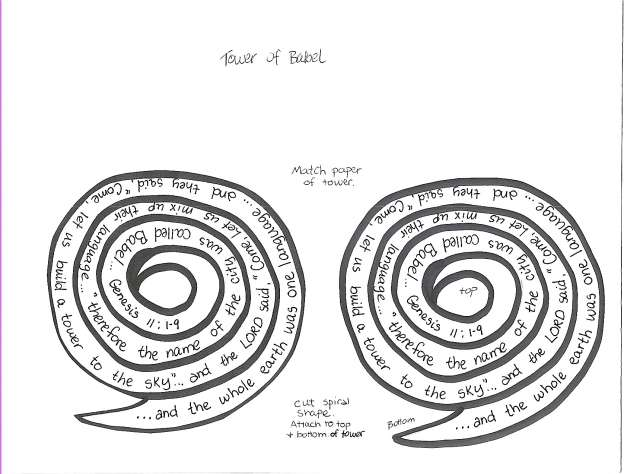 Tower of Babel
Match paper
of tower.
...and the whole earth was one language... and they said, "Come, let us build a tower to the sky"... and the LORD said, "Come, let us mix up their language... "therefore the name of the city was called Babel... Genesis 11:1-9
...and the whole earth was one language... and they said, "Come, let us build a tower to the sky"... and the LORD said, "Come, let us mix up their language... "therefore the name of the city was called Babel... Genesis 11:1-9
top
Cut spiral
shape.
Attach to top
+ bottom of tower
Bottom